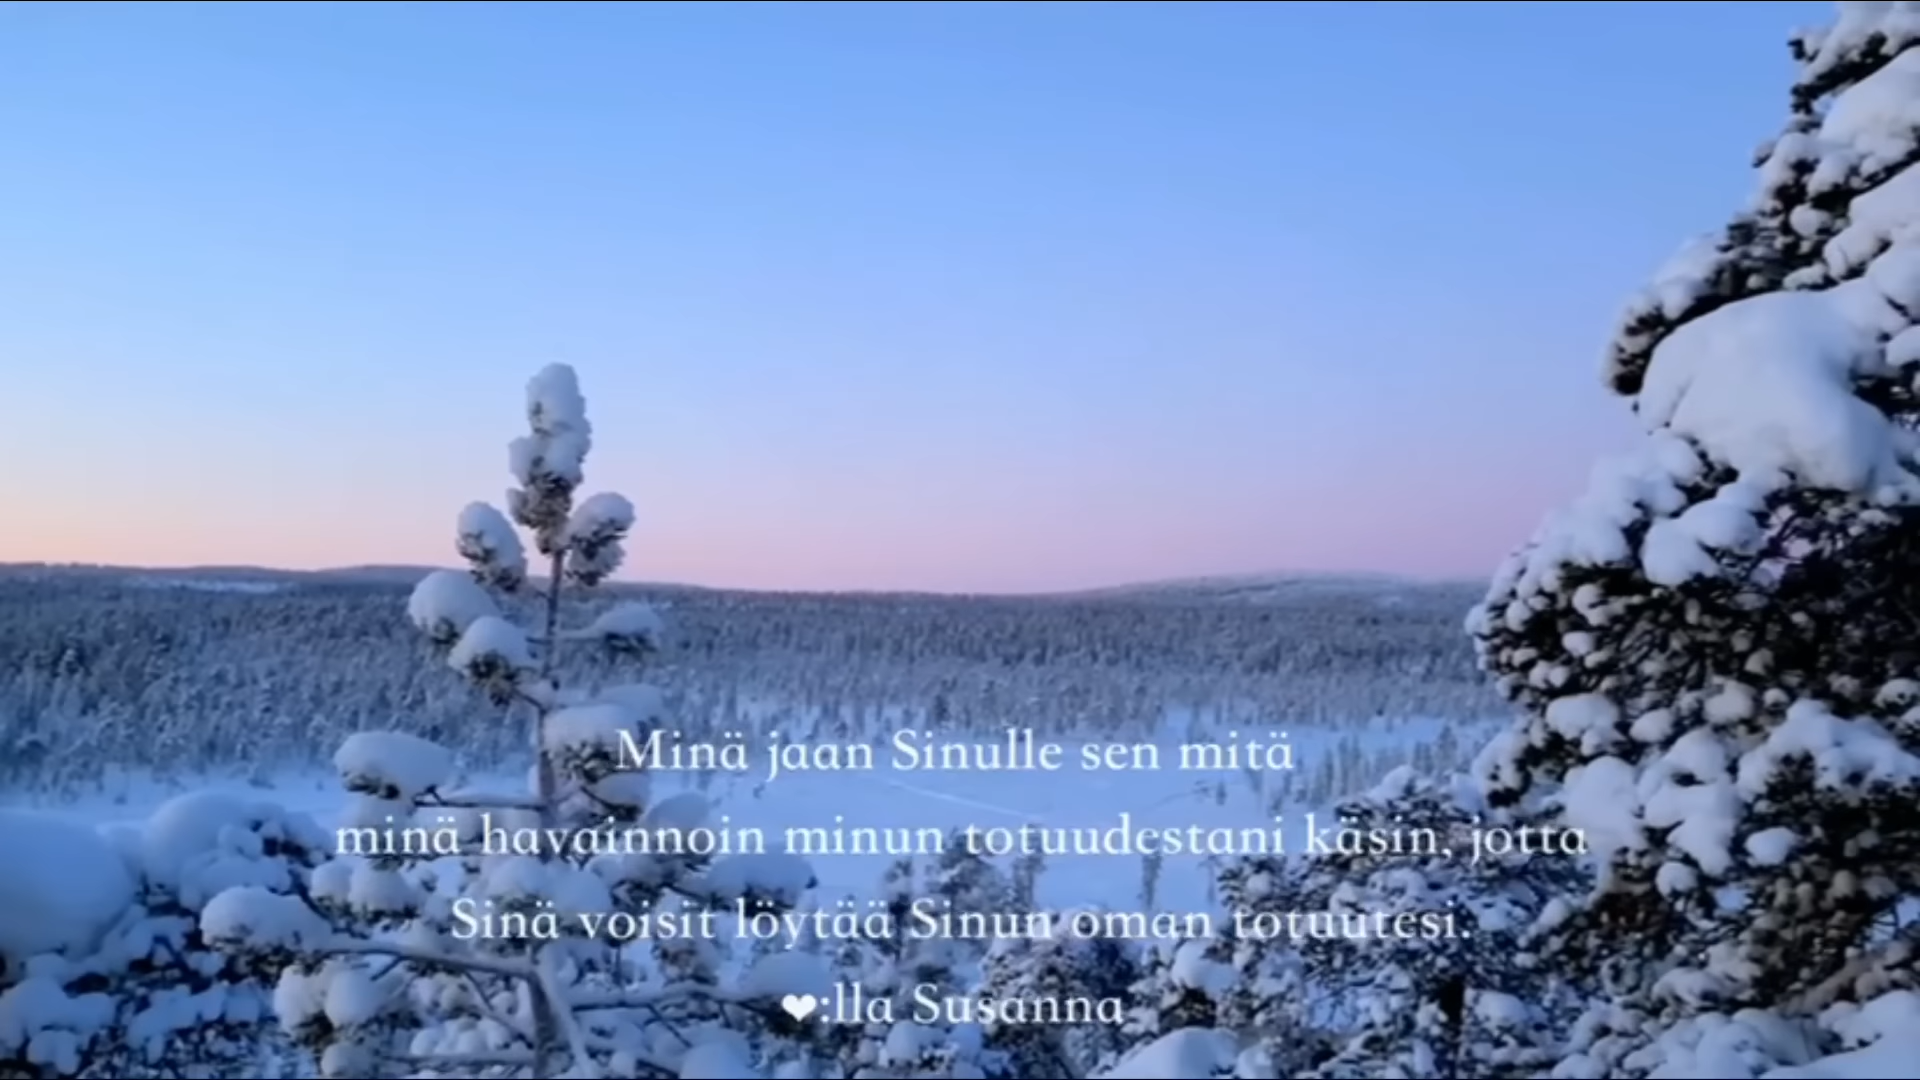 Minä jaan Sinulle sen mitä
minä havainnoin minun totuudestani käsin, jotta
Sinä voisit löytää Sinun oman totuutesi.
❤:lla Susanna